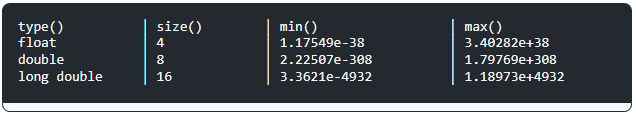 type() | size() | min() | max()
float | 4 | 1.17549e-38 | 3.40282e+38
double | 8 | 2.22507e-308 | 1.79769e+308
long double | 16 | 3.3621e-4932 | 1.18973e+4932